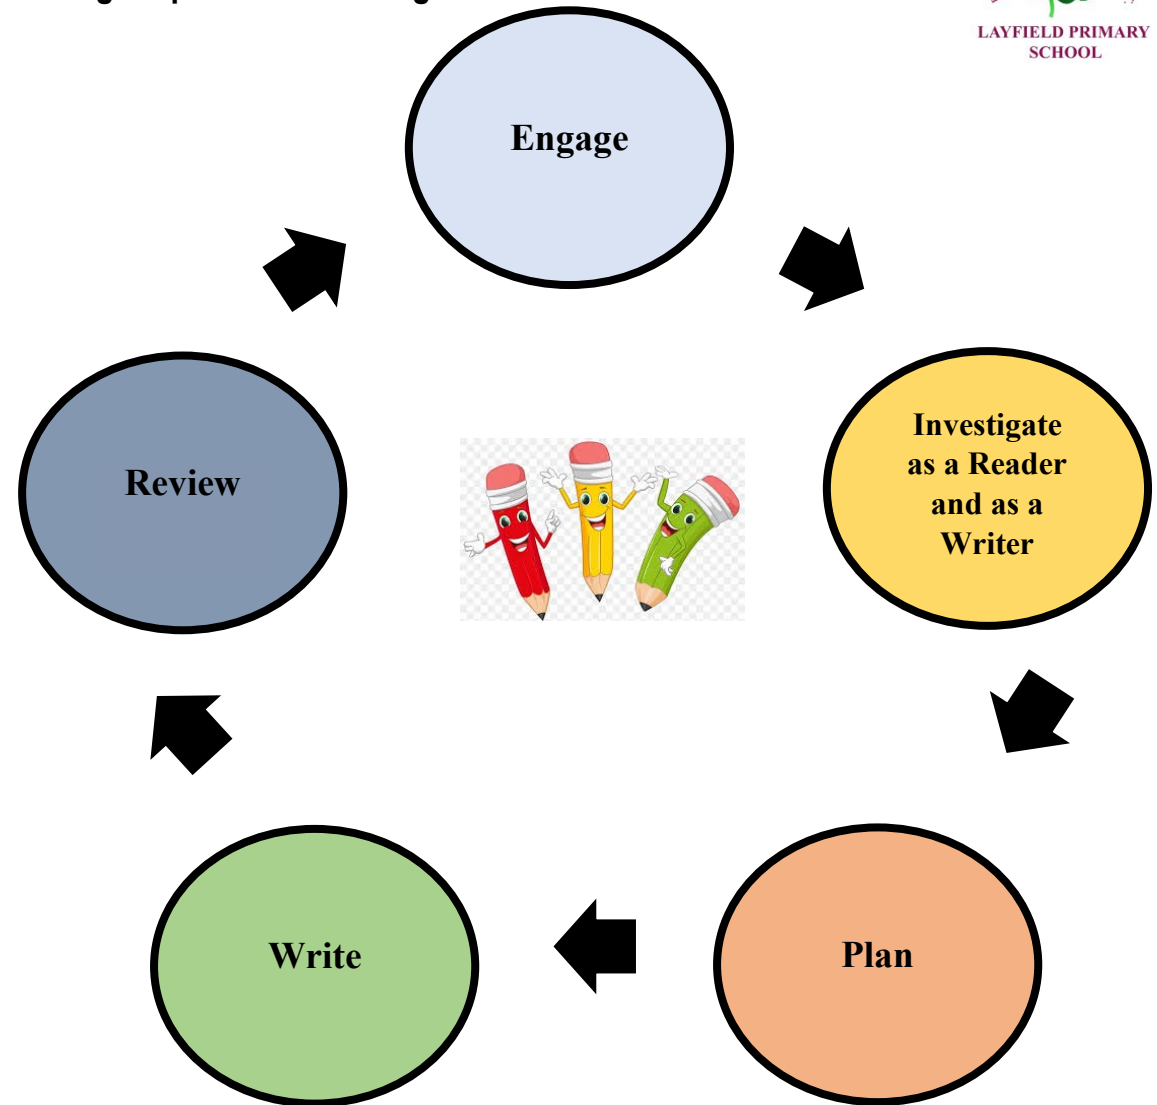 LAYFIELD PRIMARY
SCHOOL
Engage
Investigate
as a Reader
and as a
Writer
Plan
Write
Review